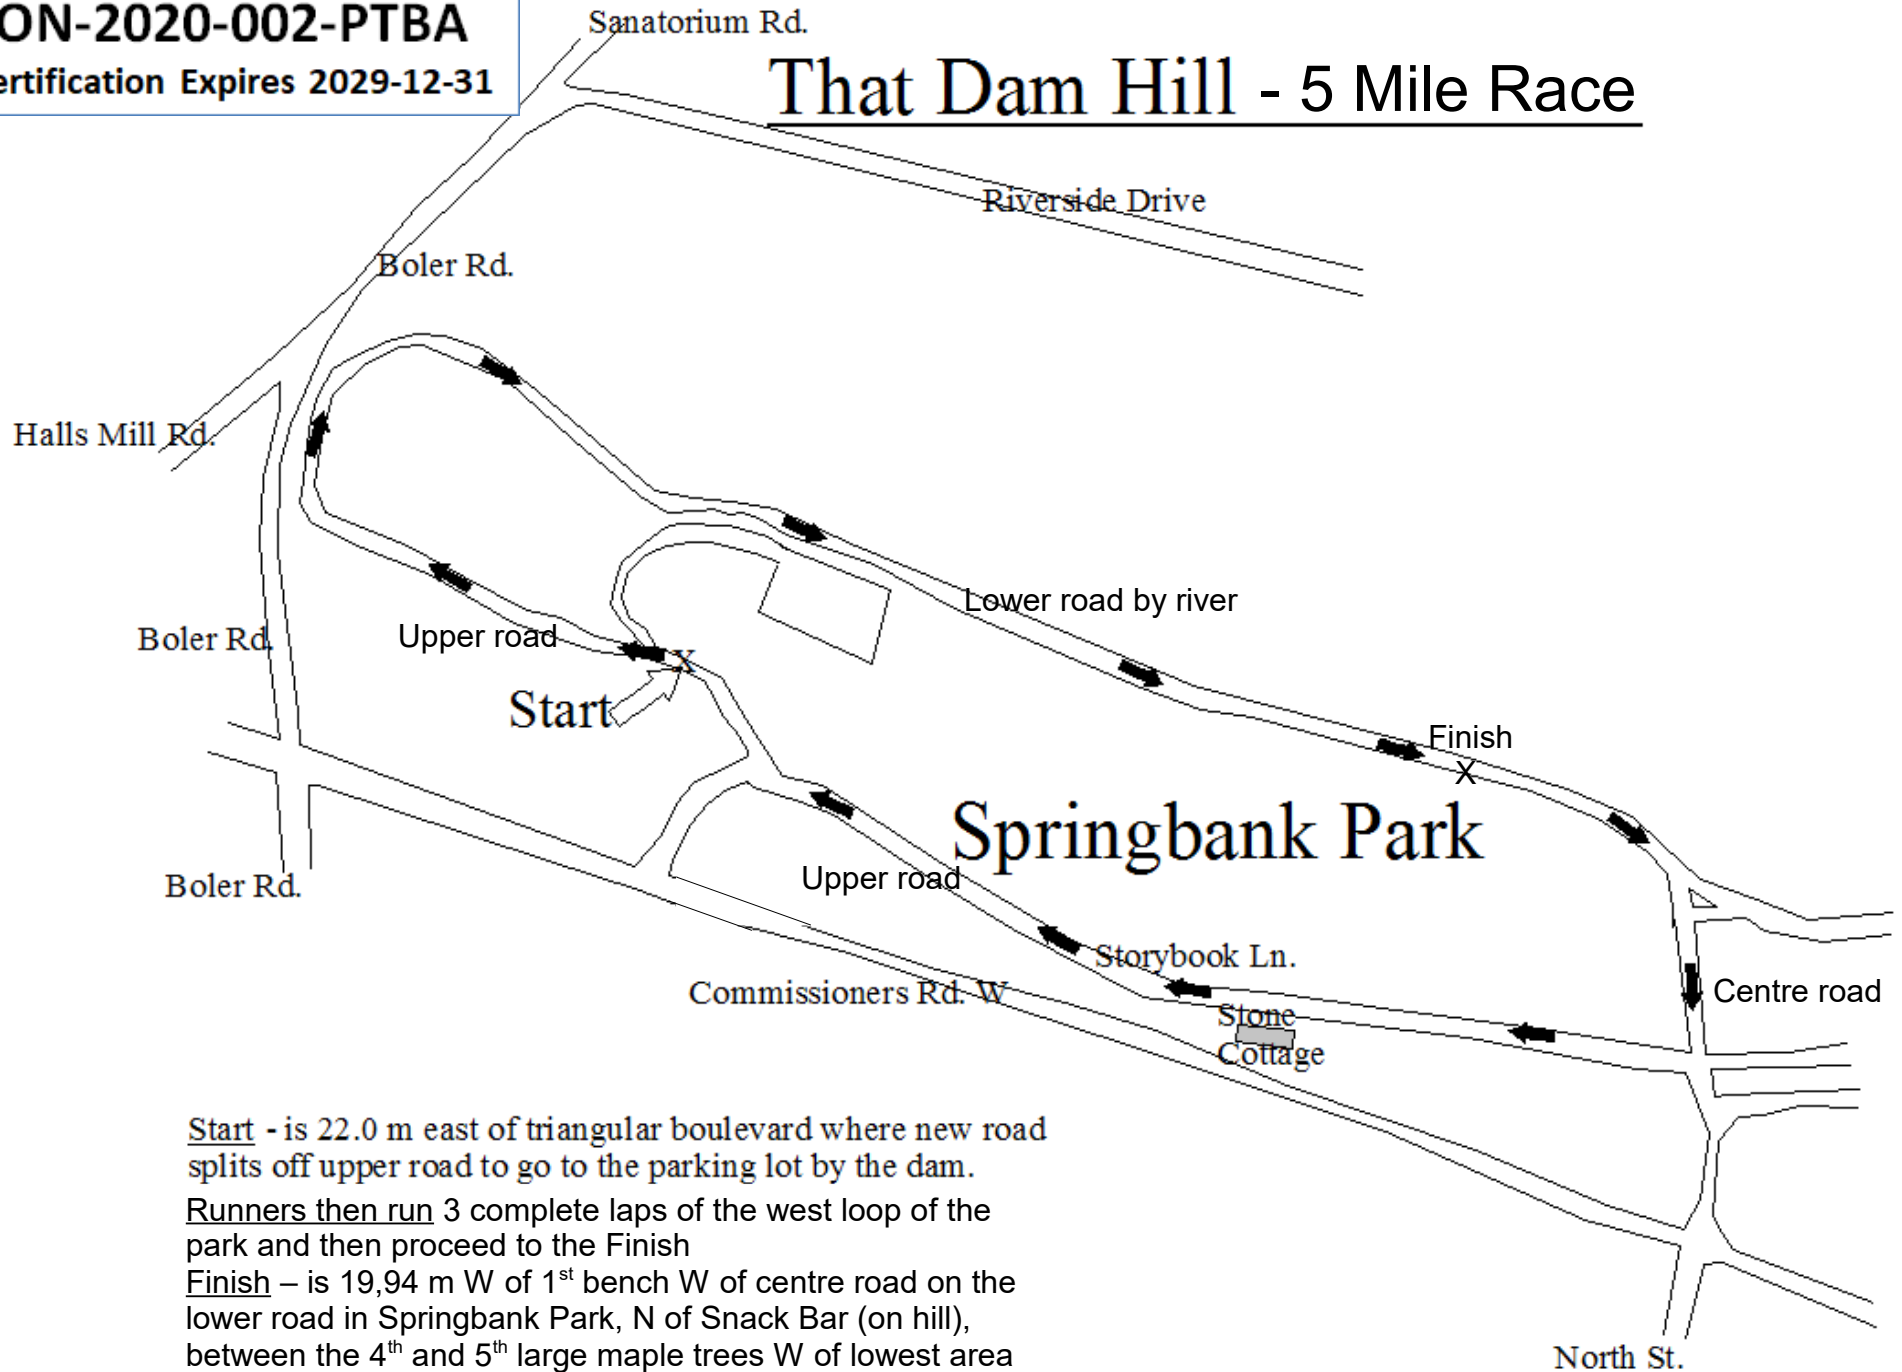 ON-2020-002-PTBA
ertification Expires 2029-12-31
Sanatorium Rd.
That Dam Hill - 5 Mile Race
Riverside Drive
Boler Rd.
Halls Mill Rd.
Lower road by river
Boler Rd.
Upper road
X
Start
Finish
X
Springbank Park
Upper road
Boler Rd.
Storybook Ln.
Commissioners Rd. W
Centre road
Stone
Cottage
Start - is 22.0 m east of triangular boulevard where new road
splits off upper road to go to the parking lot by the dam.
Runners then run 3 complete laps of the west loop of the
park and then proceed to the Finish
Finish – is 19,94 m W of 1st bench W of centre road on the
lower road in Springbank Park, N of Snack Bar (on hill),
between the 4th and 5th large maple trees W of lowest area
North St.